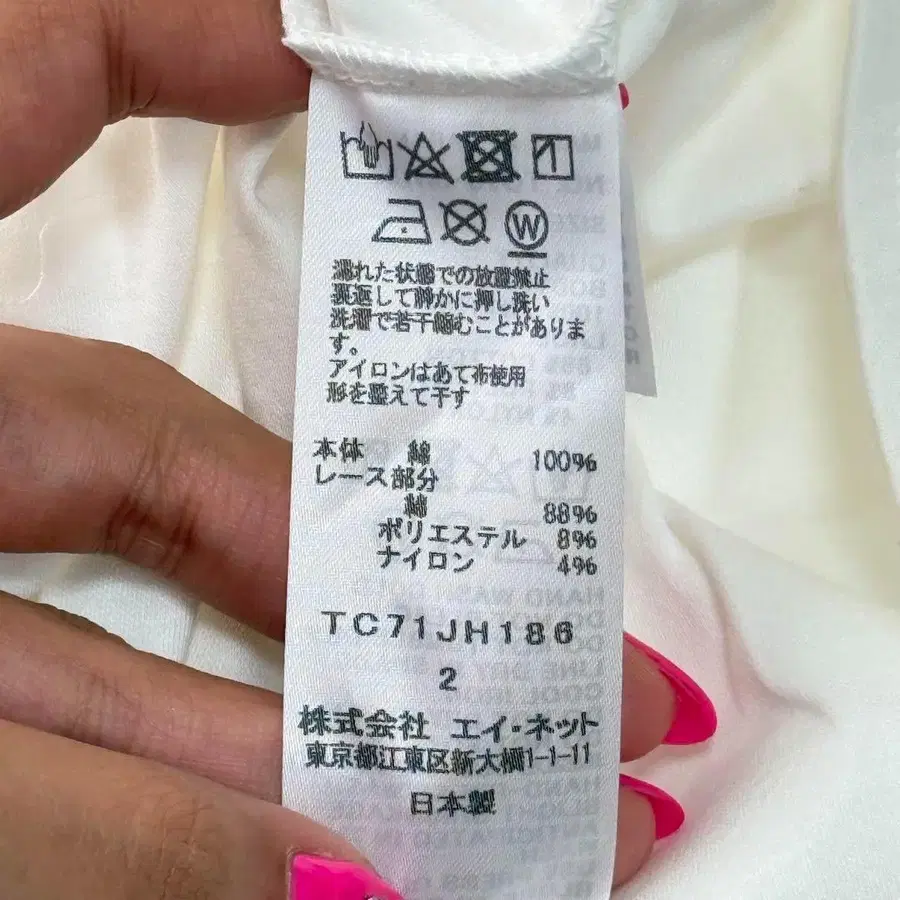 W
濡れた状態での放置禁止
裏返して静かに押し洗い
洗濯で若干縮むことがありま
す。
アイロンはあて布使用
形を整えて干す
本体 綿 100%
レース部分
綿 88%
ポリエステル 8%
ナイロン 4%
TC71JH186
2
株式会社 エイ・ネット
東京都江東区新大橋1-1-11
日本製